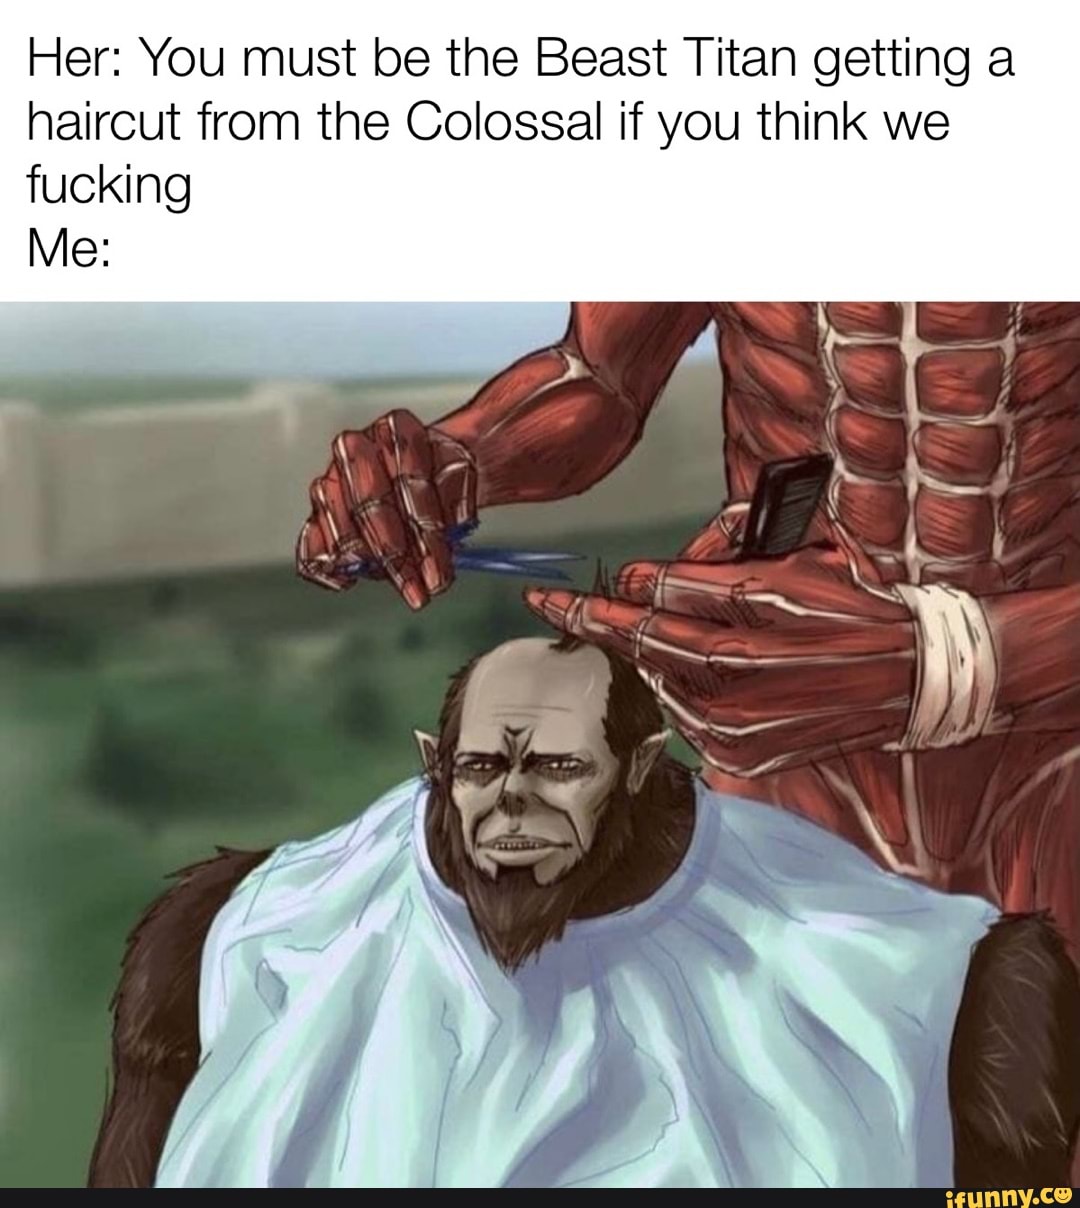 Her: You must be the Beast Titan getting a
haircut from the Colossal if you think we
fucking
Me:
ifunny.co